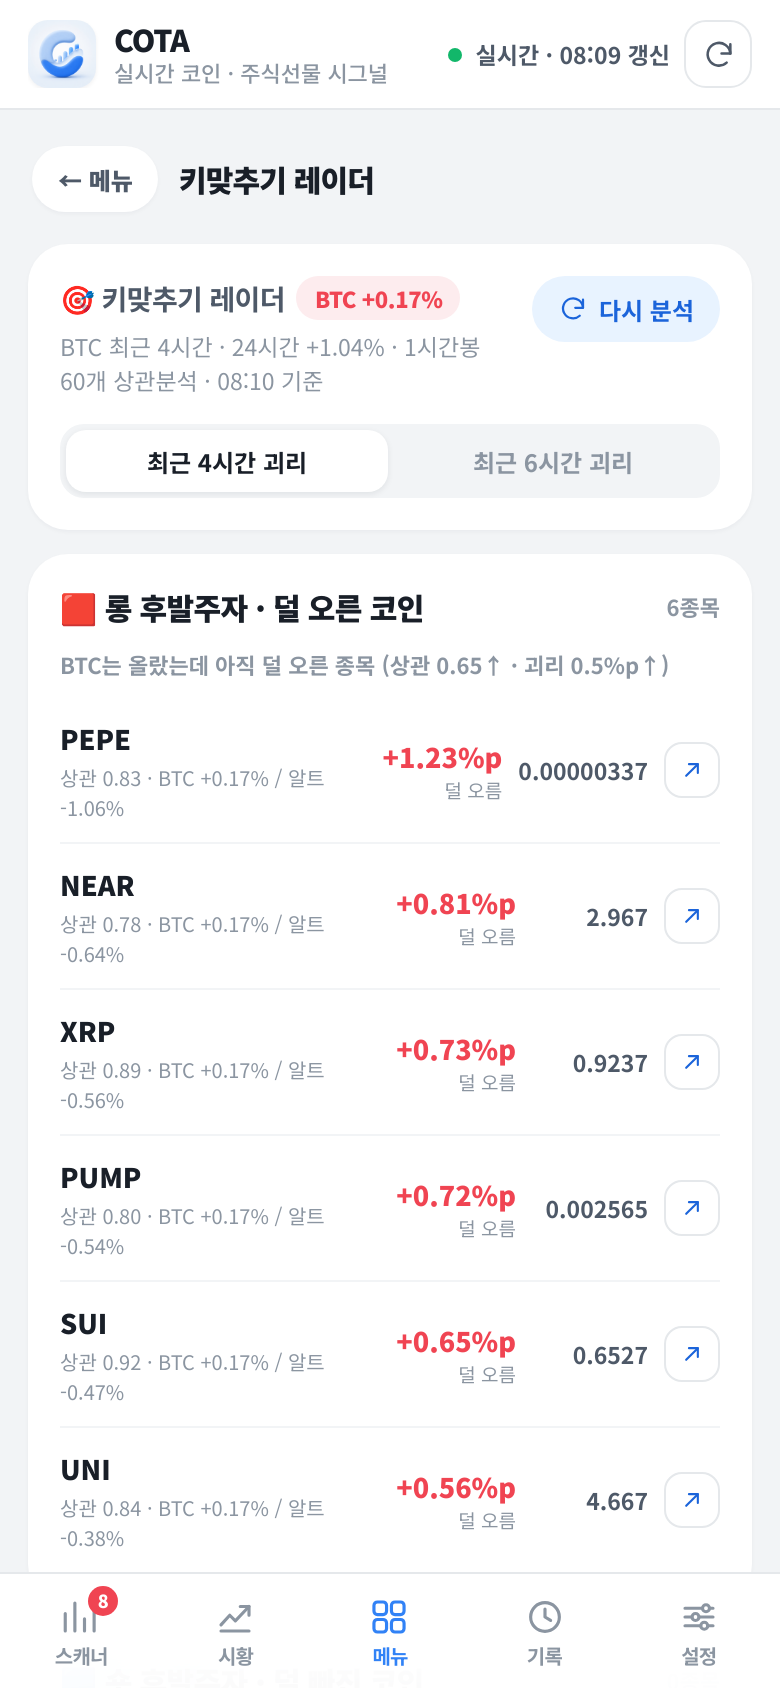 COTA
실시간 코인 · 주식선물 시그널
실시간 · 08:09 갱신
← 메뉴
키맞추기 레이더
🎯 키맞추기 레이더
BTC +0.17%
다시 분석
BTC 최근 4시간 · 24시간 +1.04% · 1시간봉
60개 상관분석 · 08:10 기준
최근 4시간 괴리
최근 6시간 괴리
🟥 롱 후발주자 · 덜 오른 코인
6종목
BTC는 올랐는데 아직 덜 오른 종목 (상관 0.65↑ · 괴리 0.5%p↑)
PEPE
상관 0.83 · BTC +0.17% / 알트
-1.06%
+1.23%p
덜 오름
0.00000337
NEAR
상관 0.78 · BTC +0.17% / 알트
-0.64%
+0.81%p
덜 오름
2.967
XRP
상관 0.89 · BTC +0.17% / 알트
-0.56%
+0.73%p
덜 오름
0.9237
PUMP
상관 0.80 · BTC +0.17% / 알트
-0.54%
+0.72%p
덜 오름
0.002565
SUI
상관 0.92 · BTC +0.17% / 알트
-0.47%
+0.65%p
덜 오름
0.6527
UNI
상관 0.84 · BTC +0.17% / 알트
-0.38%
+0.56%p
덜 오름
4.667
8
스캐너
시황
메뉴
기록
설정